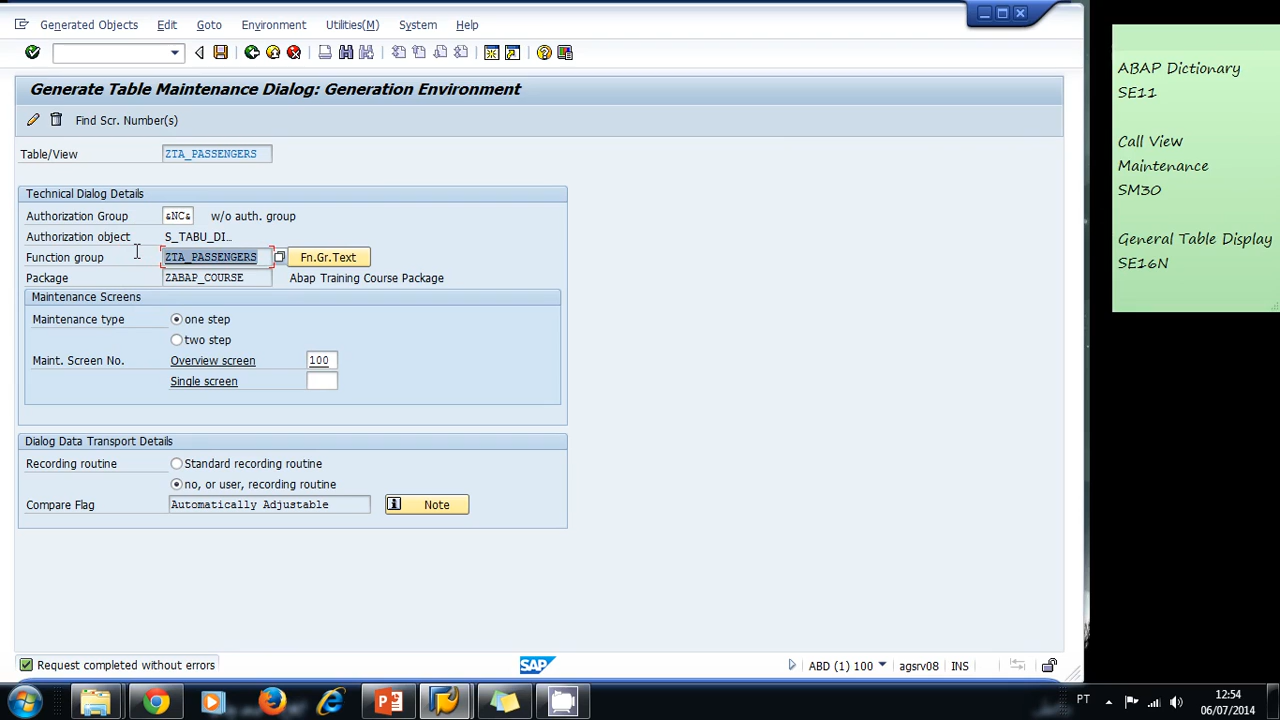 Generated Objects Edit Goto Environment Utilities(M) System Help
Generate Table Maintenance Dialog: Generation Environment
Find Scr. Number(s)
Table/View ZTA_PASSENGERS
Technical Dialog Details
Authorization Group &NC& w/o auth. group
Authorization object S_TABU_DI…
Function group ZTA_PASSENGERS Fn.Gr.Text
Package ZABAP_COURSE Abap Training Course Package
Maintenance Screens
Maintenance type one step
two step
Maint. Screen No. Overview screen 100
Single screen
Dialog Data Transport Details
Recording routine Standard recording routine
no, or user, recording routine
Compare Flag Automatically Adjustable Note
Request completed without errors
SAP
ABD (1) 100 agsrv08 INS
ABAP Dictionary
SE11
Call View
Maintenance
SM30
General Table Display
SE16N
PT
12:54
06/07/2014